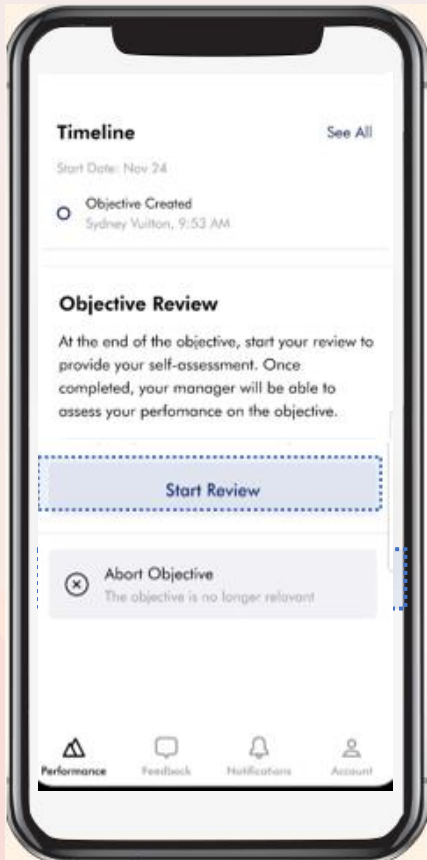 Timeline
See All
Start Date: Nov 24
Objective Created
Sydney Vuitton, 9:53 AM
Objective Review
At the end of the objective, start your review to
provide your self-assessment. Once
completed, your manager will be able to
assess your perfomance on the objective.
Start Review
Abort Objective
The objective is no longer relevant
Performance
Feedback
Notifications
Account